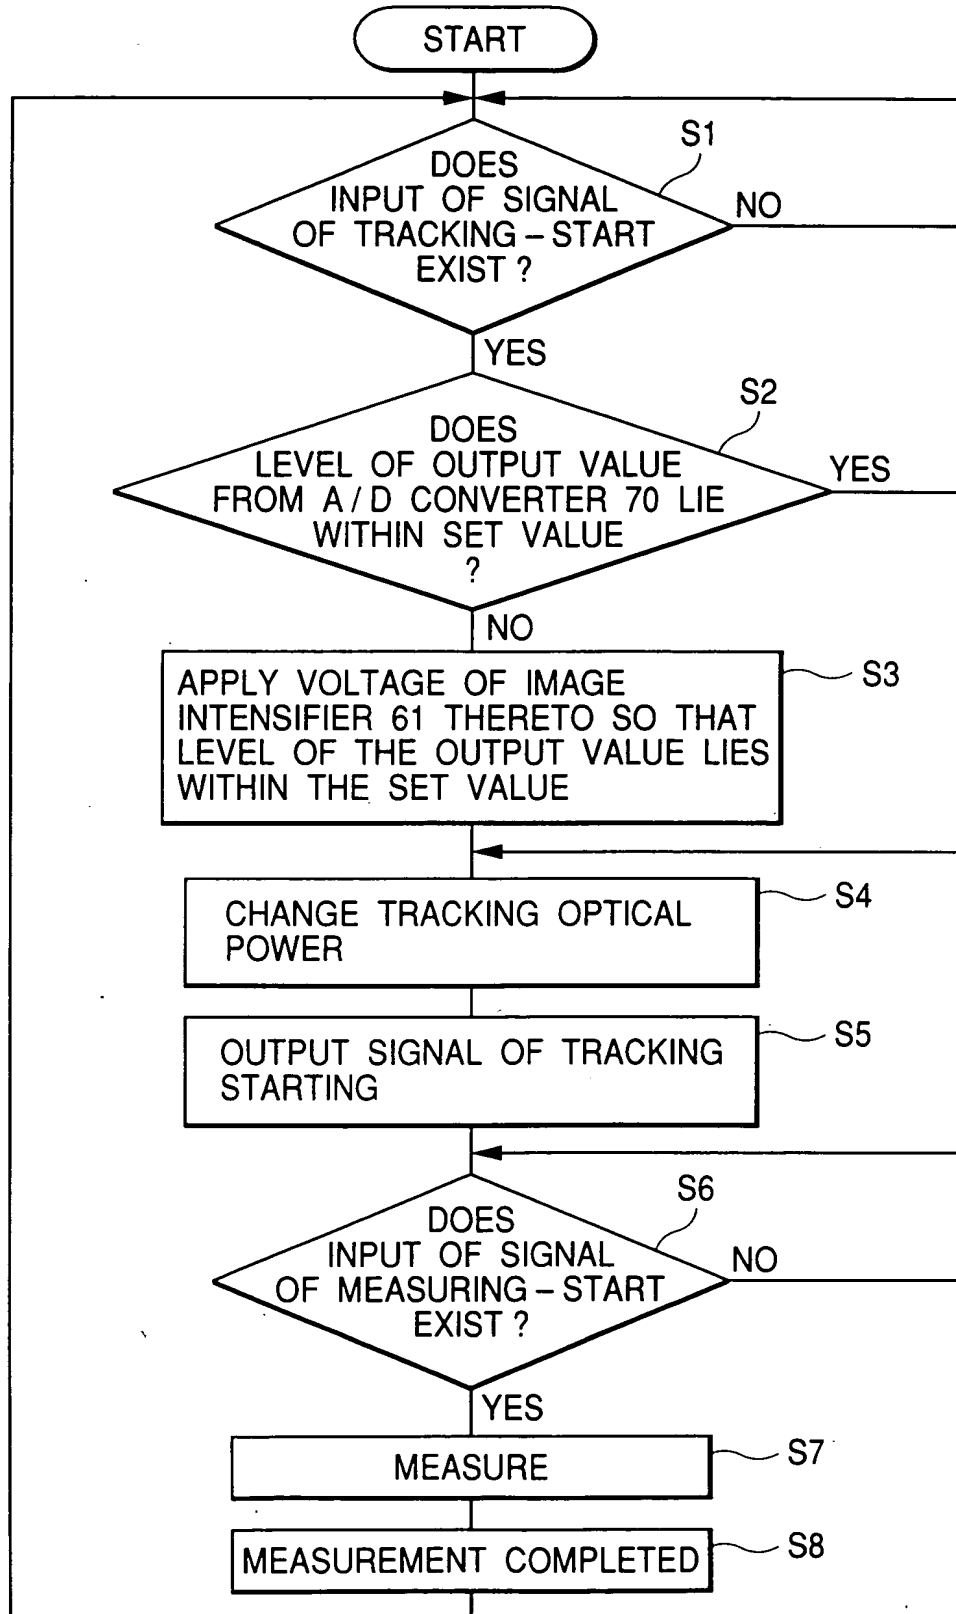 START
S1
DOES
INPUT OF SIGNAL
OF TRACKING – START
EXIST ?
NO
YES
S2
DOES
LEVEL OF OUTPUT VALUE
FROM A / D CONVERTER 70 LIE
WITHIN SET VALUE
?
YES
NO
S3
APPLY VOLTAGE OF IMAGE
INTENSIFIER 61 THERETO SO THAT
LEVEL OF THE OUTPUT VALUE LIES
WITHIN THE SET VALUE
S4
CHANGE TRACKING OPTICAL
POWER
S5
OUTPUT SIGNAL OF TRACKING
STARTING
S6
DOES
INPUT OF SIGNAL
OF MEASURING – START
EXIST ?
NO
YES
MEASURE
S7
MEASUREMENT COMPLETED
S8